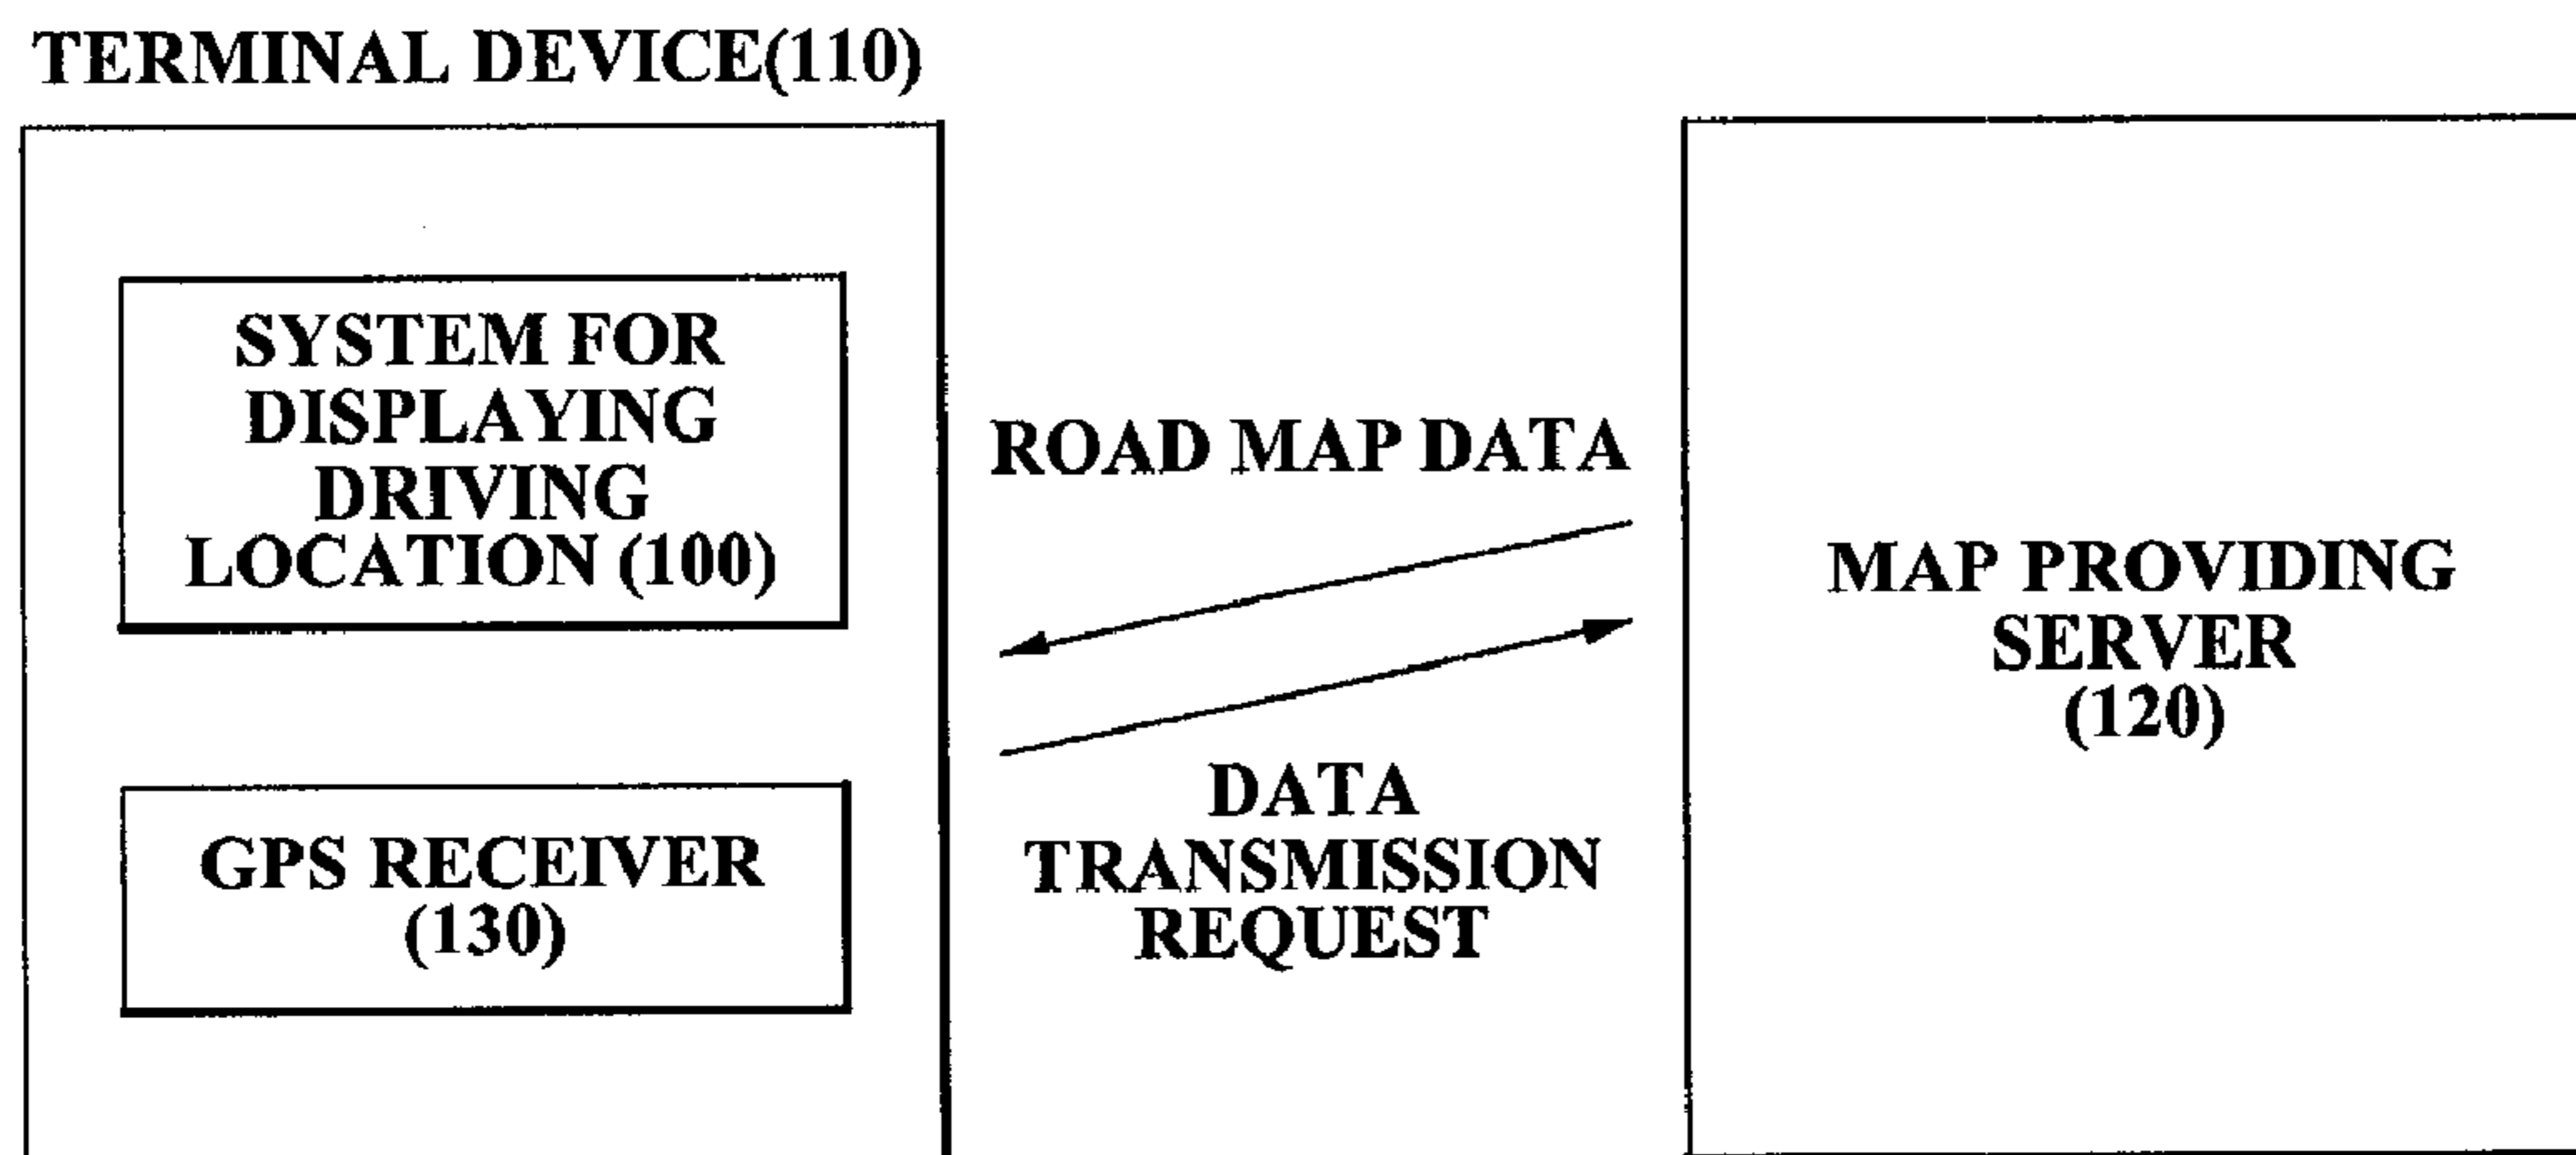 TERMINAL DEVICE(110)
SYSTEM FOR
DISPLAYING
DRIVING
LOCATION (100)
GPS RECEIVER
(130)
ROAD MAP DATA
DATA
TRANSMISSION
REQUEST
MAP PROVIDING
SERVER
(120)